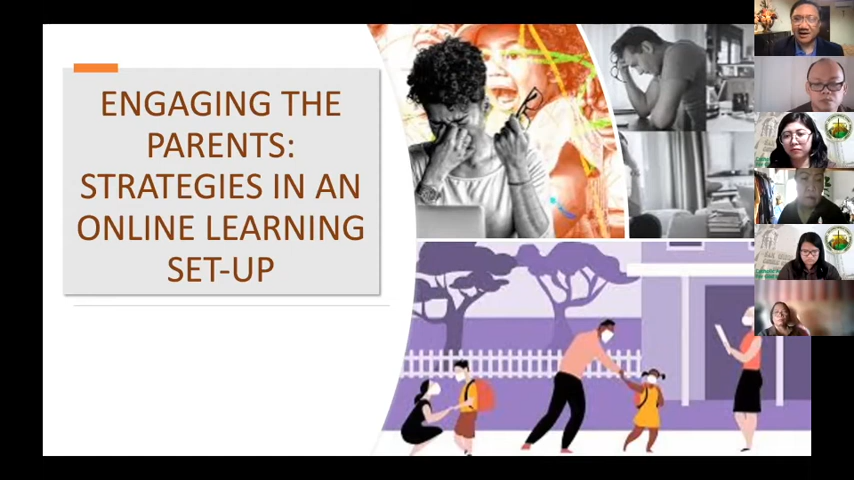 ENGAGING THE
PARENTS:
STRATEGIES IN AN
ONLINE LEARNING
SET-UP